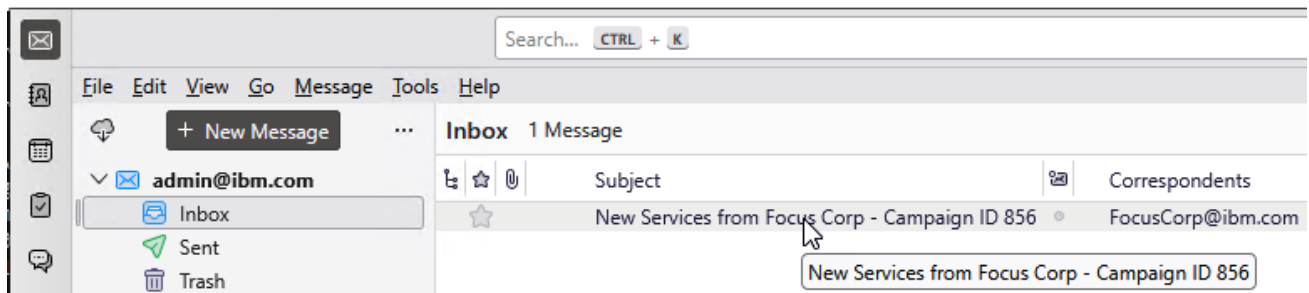 Search... CTRL + K
File Edit View Go Message Tools Help
+ New Message ... Inbox 1 Message
admin@ibm.com Subject Correspondents
Inbox New Services from Focus Corp - Campaign ID 856 FocusCorp@ibm.com
Sent
New Services from Focus Corp - Campaign ID 856
Trash